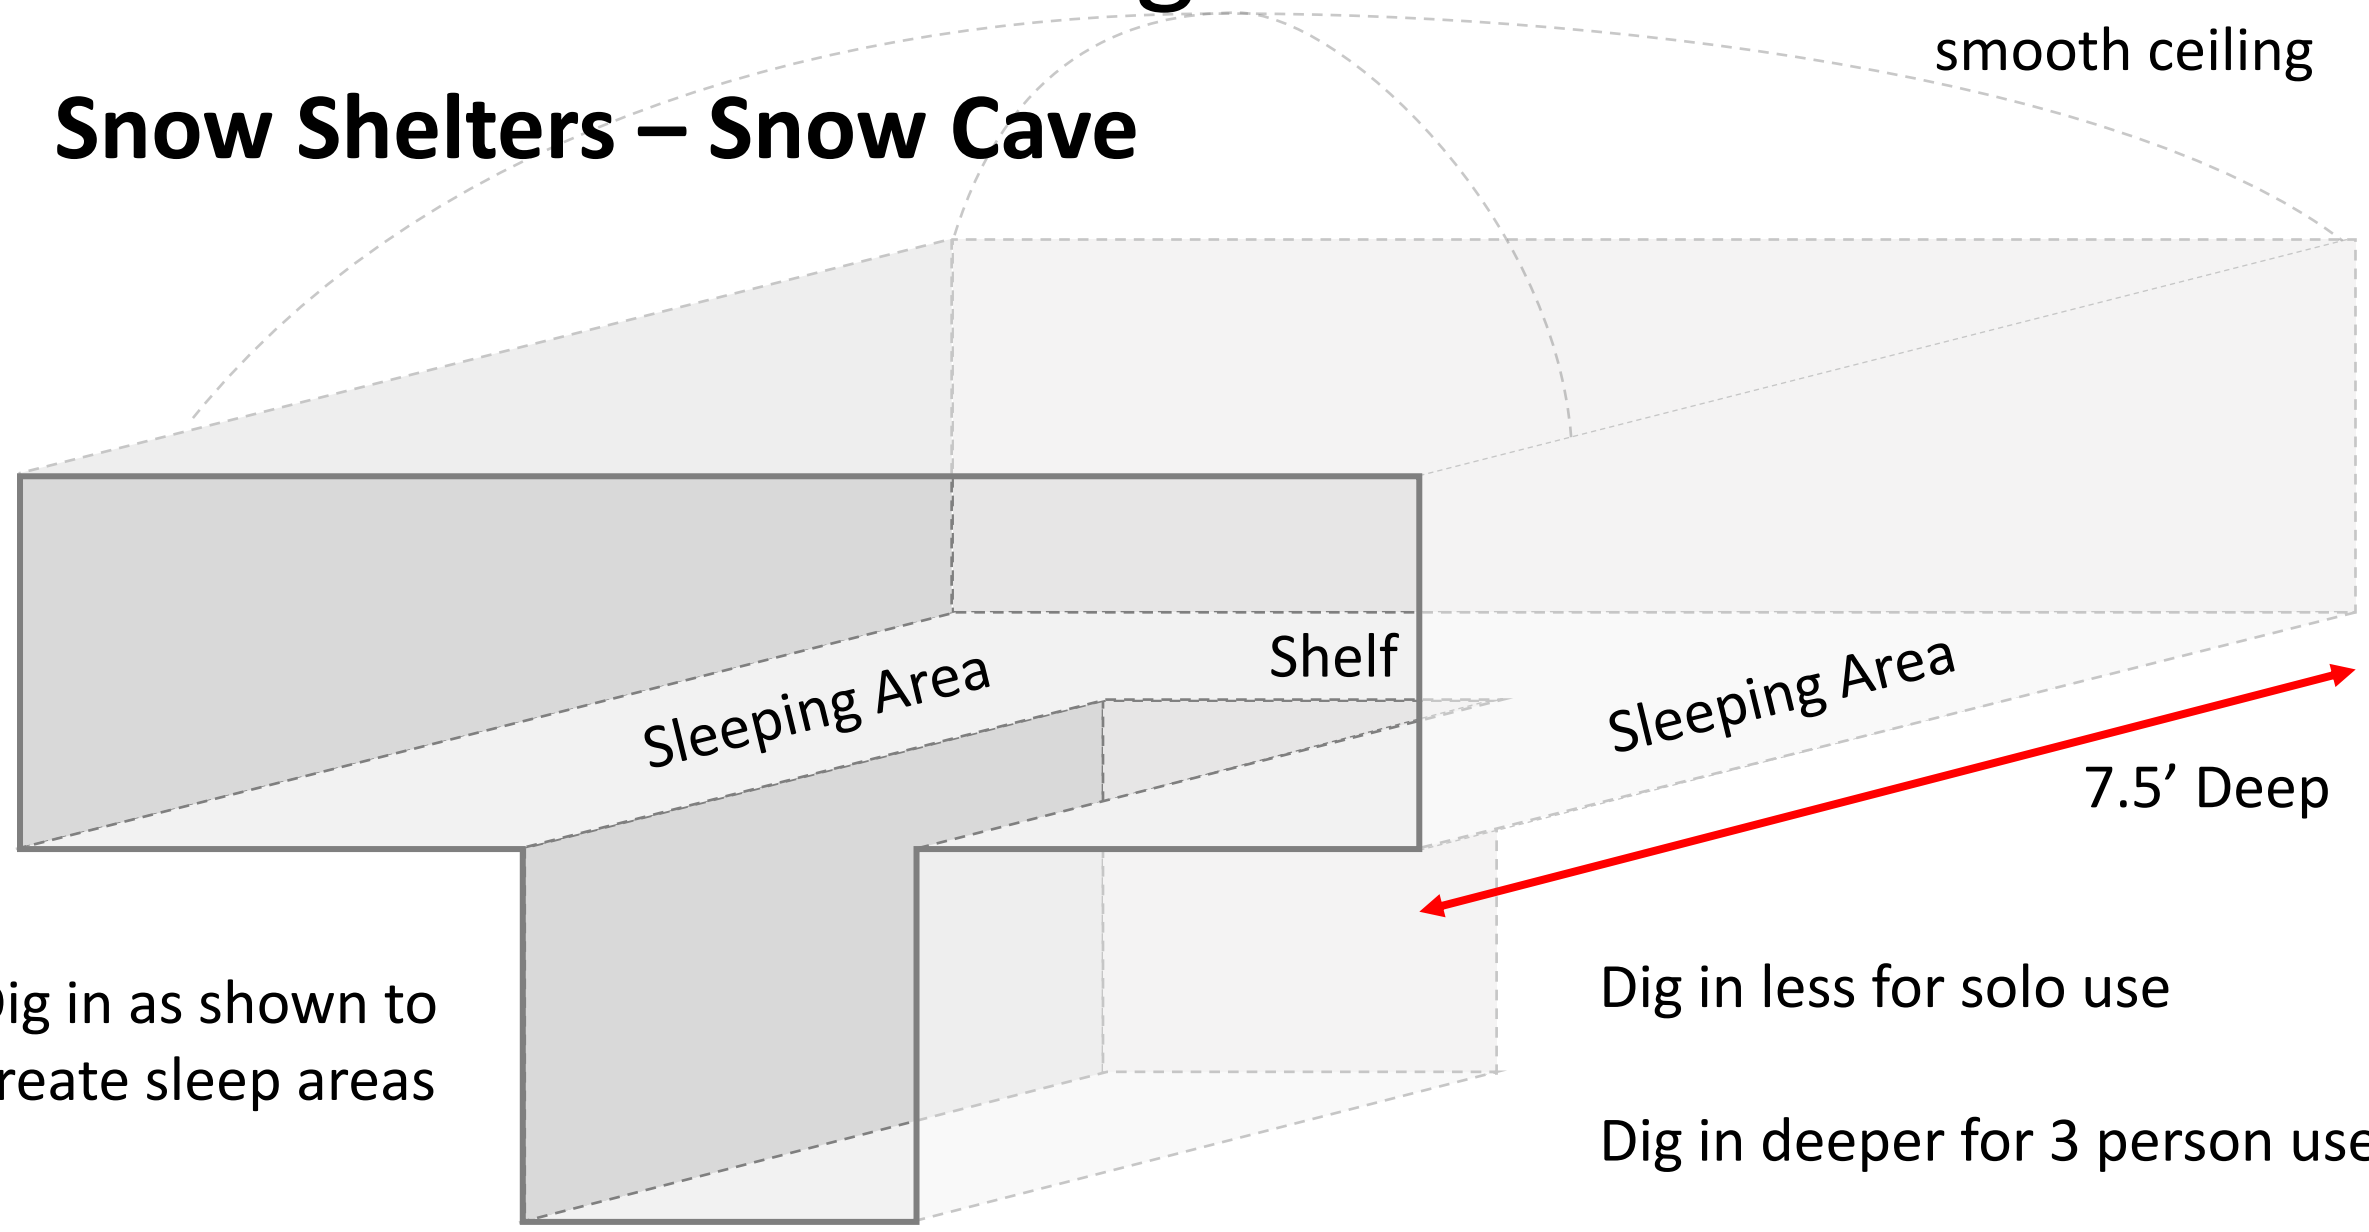 smooth ceiling
Snow Shelters – Snow Cave
Shelf
Sleeping Area
Sleeping Area
7.5’ Deep
Dig in as shown to
reate sleep areas
Dig in less for solo use
Dig in deeper for 3 person use